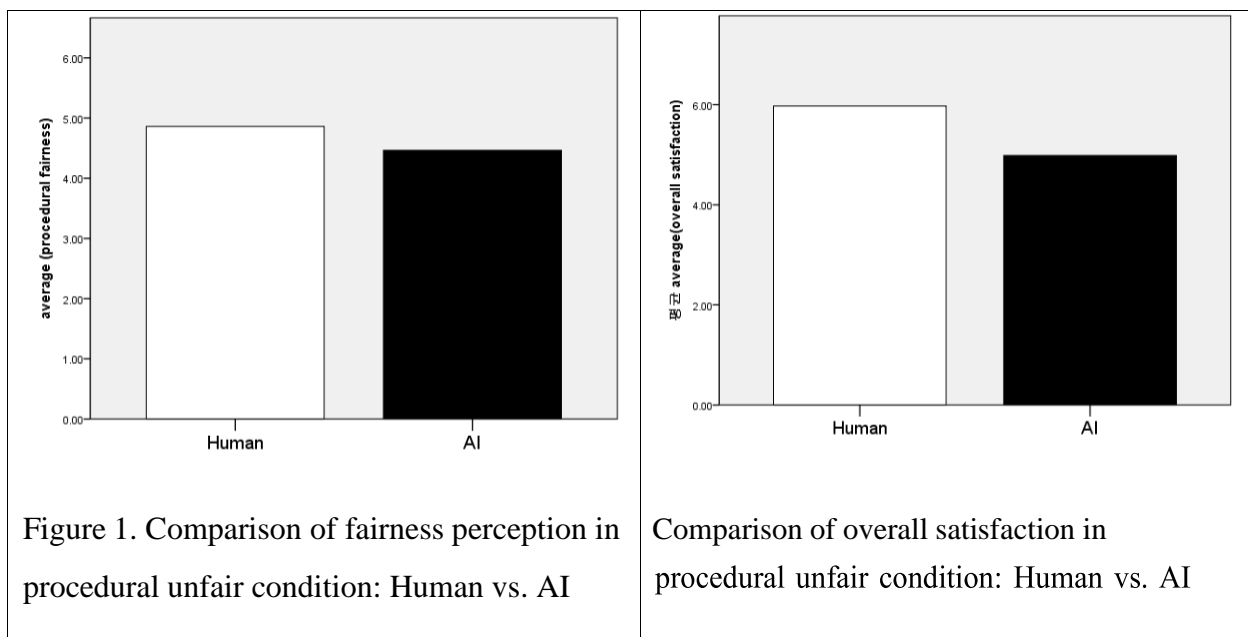 average (procedural fairness)
6.00
5.00
4.00
3.00
2.00
1.00
0.00
Human AI
Figure 1. Comparison of fairness perception in
procedural unfair condition: Human vs. AI
평균 average(overall satisfaction)
6.00
4.00
2.00
0.00
Human AI
Comparison of overall satisfaction in
procedural unfair condition: Human vs. AI